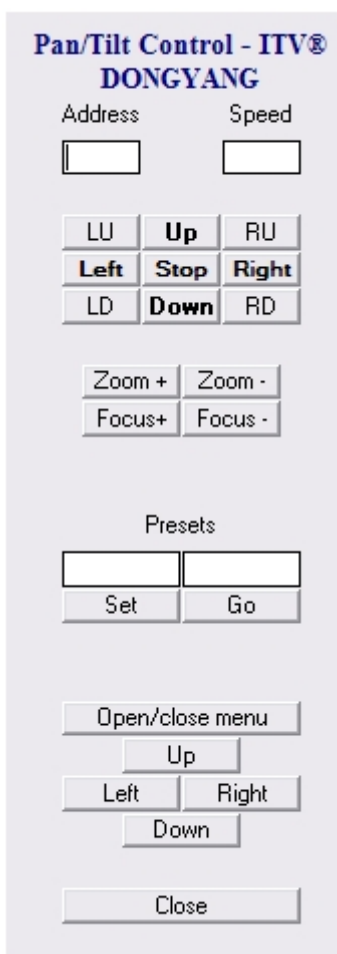 Pan/Tilt Control - ITV®
DONGYANG
Address Speed
LU Up RU
Left Stop Right
LD Down RD
Zoom + Zoom -
Focus+ Focus -
Presets
Set Go
Open/close menu
Up
Left Right
Down
Close